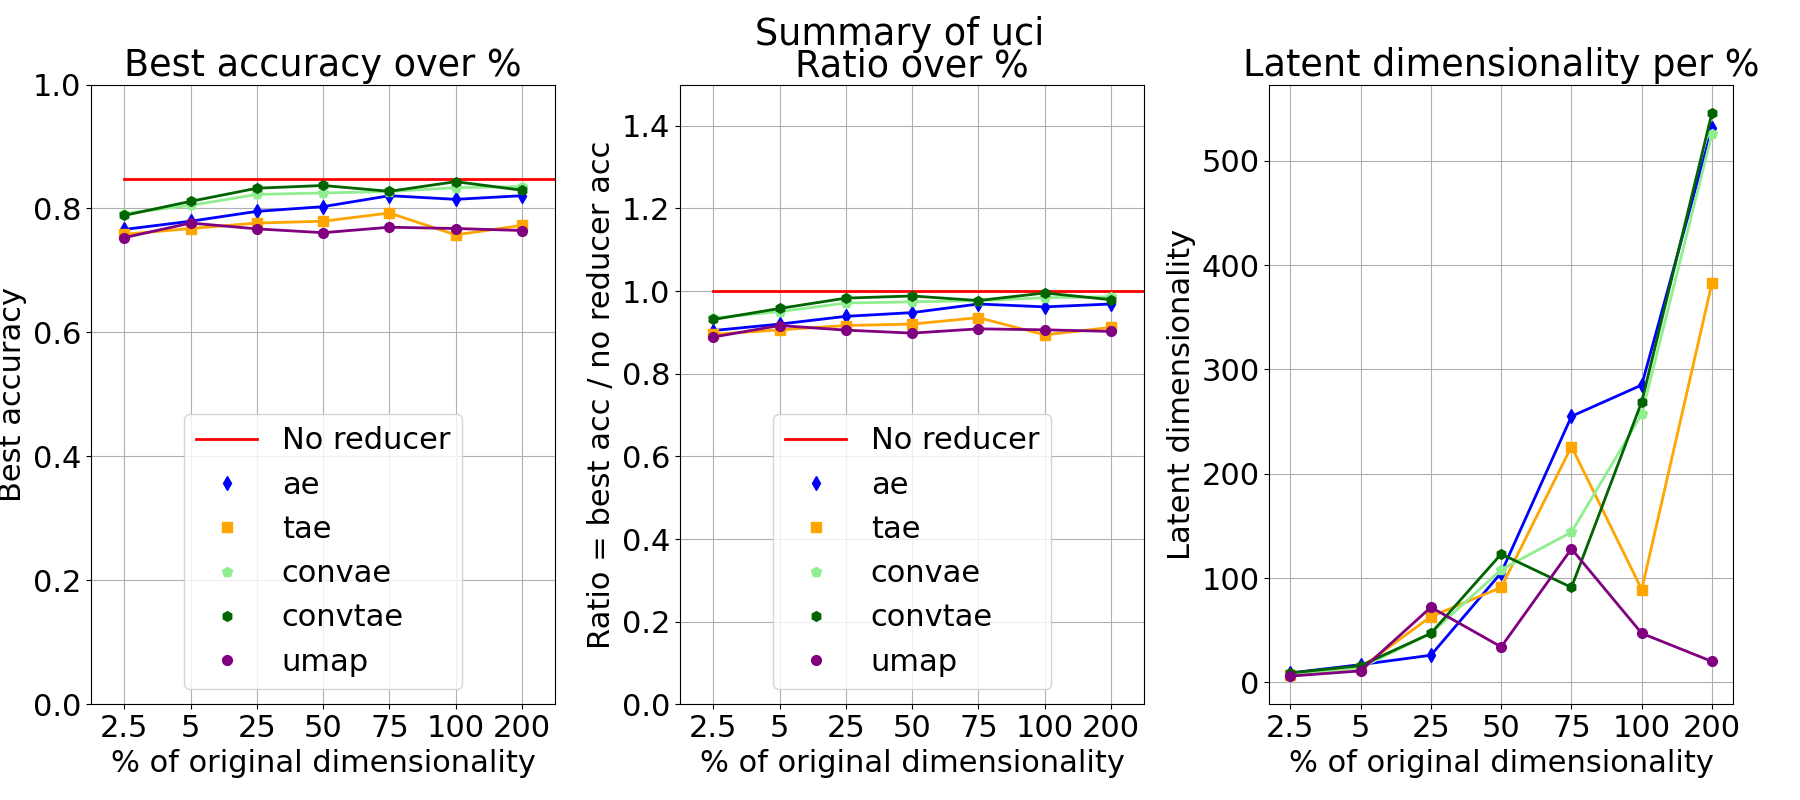 Summary of uci
Best accuracy over %
Best accuracy
1.0
0.8
0.6
0.4
0.2
0.0
No reducer
ae
tae
convae
convtae
umap
2.5 5 25 50 75 100 200
% of original dimensionality
Ratio over %
Ratio = best acc / no reducer acc
1.4
1.2
1.0
0.8
0.6
0.4
0.2
0.0
No reducer
ae
tae
convae
convtae
umap
2.5 5 25 50 75 100 200
% of original dimensionality
Latent dimensionality per %
Latent dimensionality
500
400
300
200
100
0
2.5 5 25 50 75 100 200
% of original dimensionality